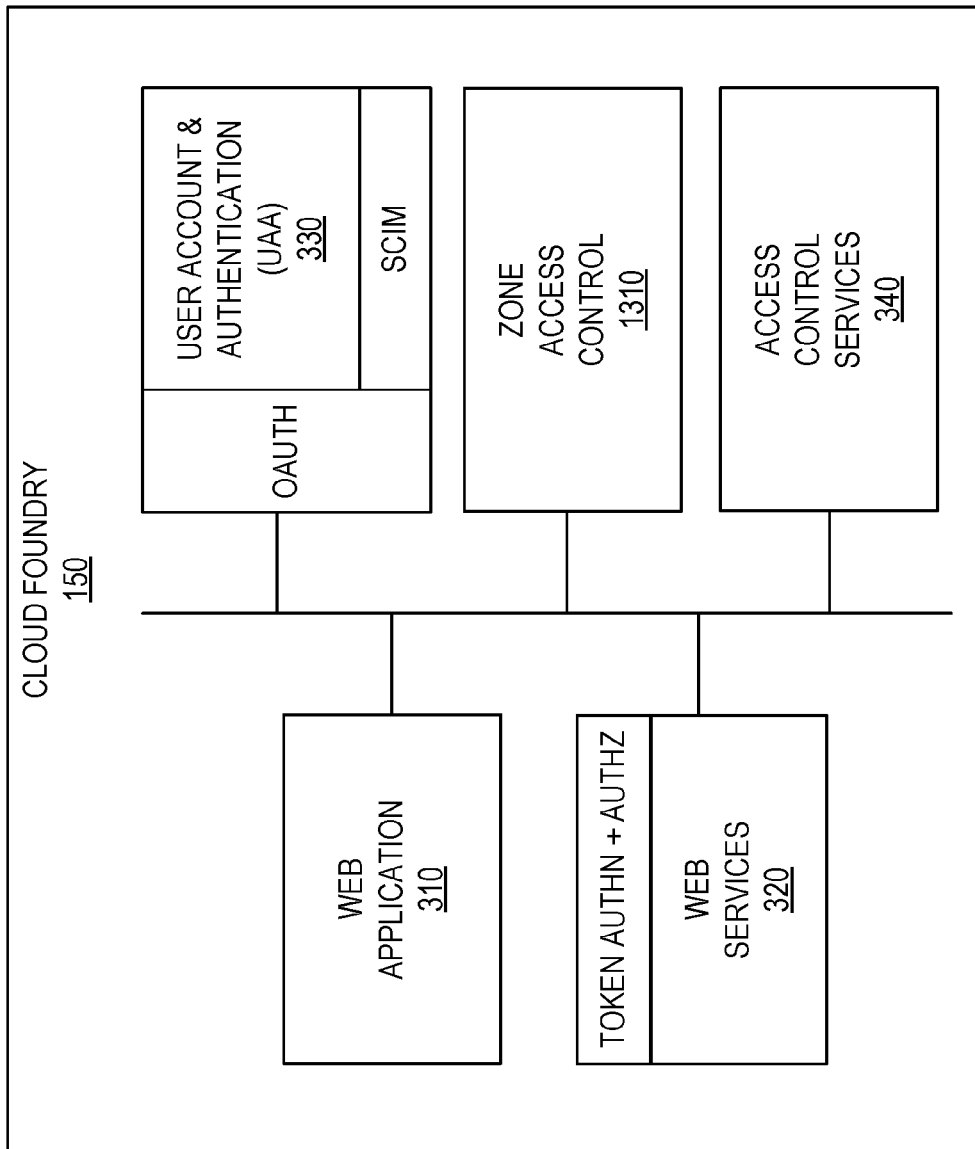 CLOUD FOUNDRY
150
WEB
APPLICATION
310
TOKEN AUTHN + AUTHZ
WEB
SERVICES
320
OAUTH
USER ACCOUNT &
AUTHENTICATION
(UAA)
330
SCIM
ZONE
ACCESS
CONTROL
1310
ACCESS
CONTROL
SERVICES
340